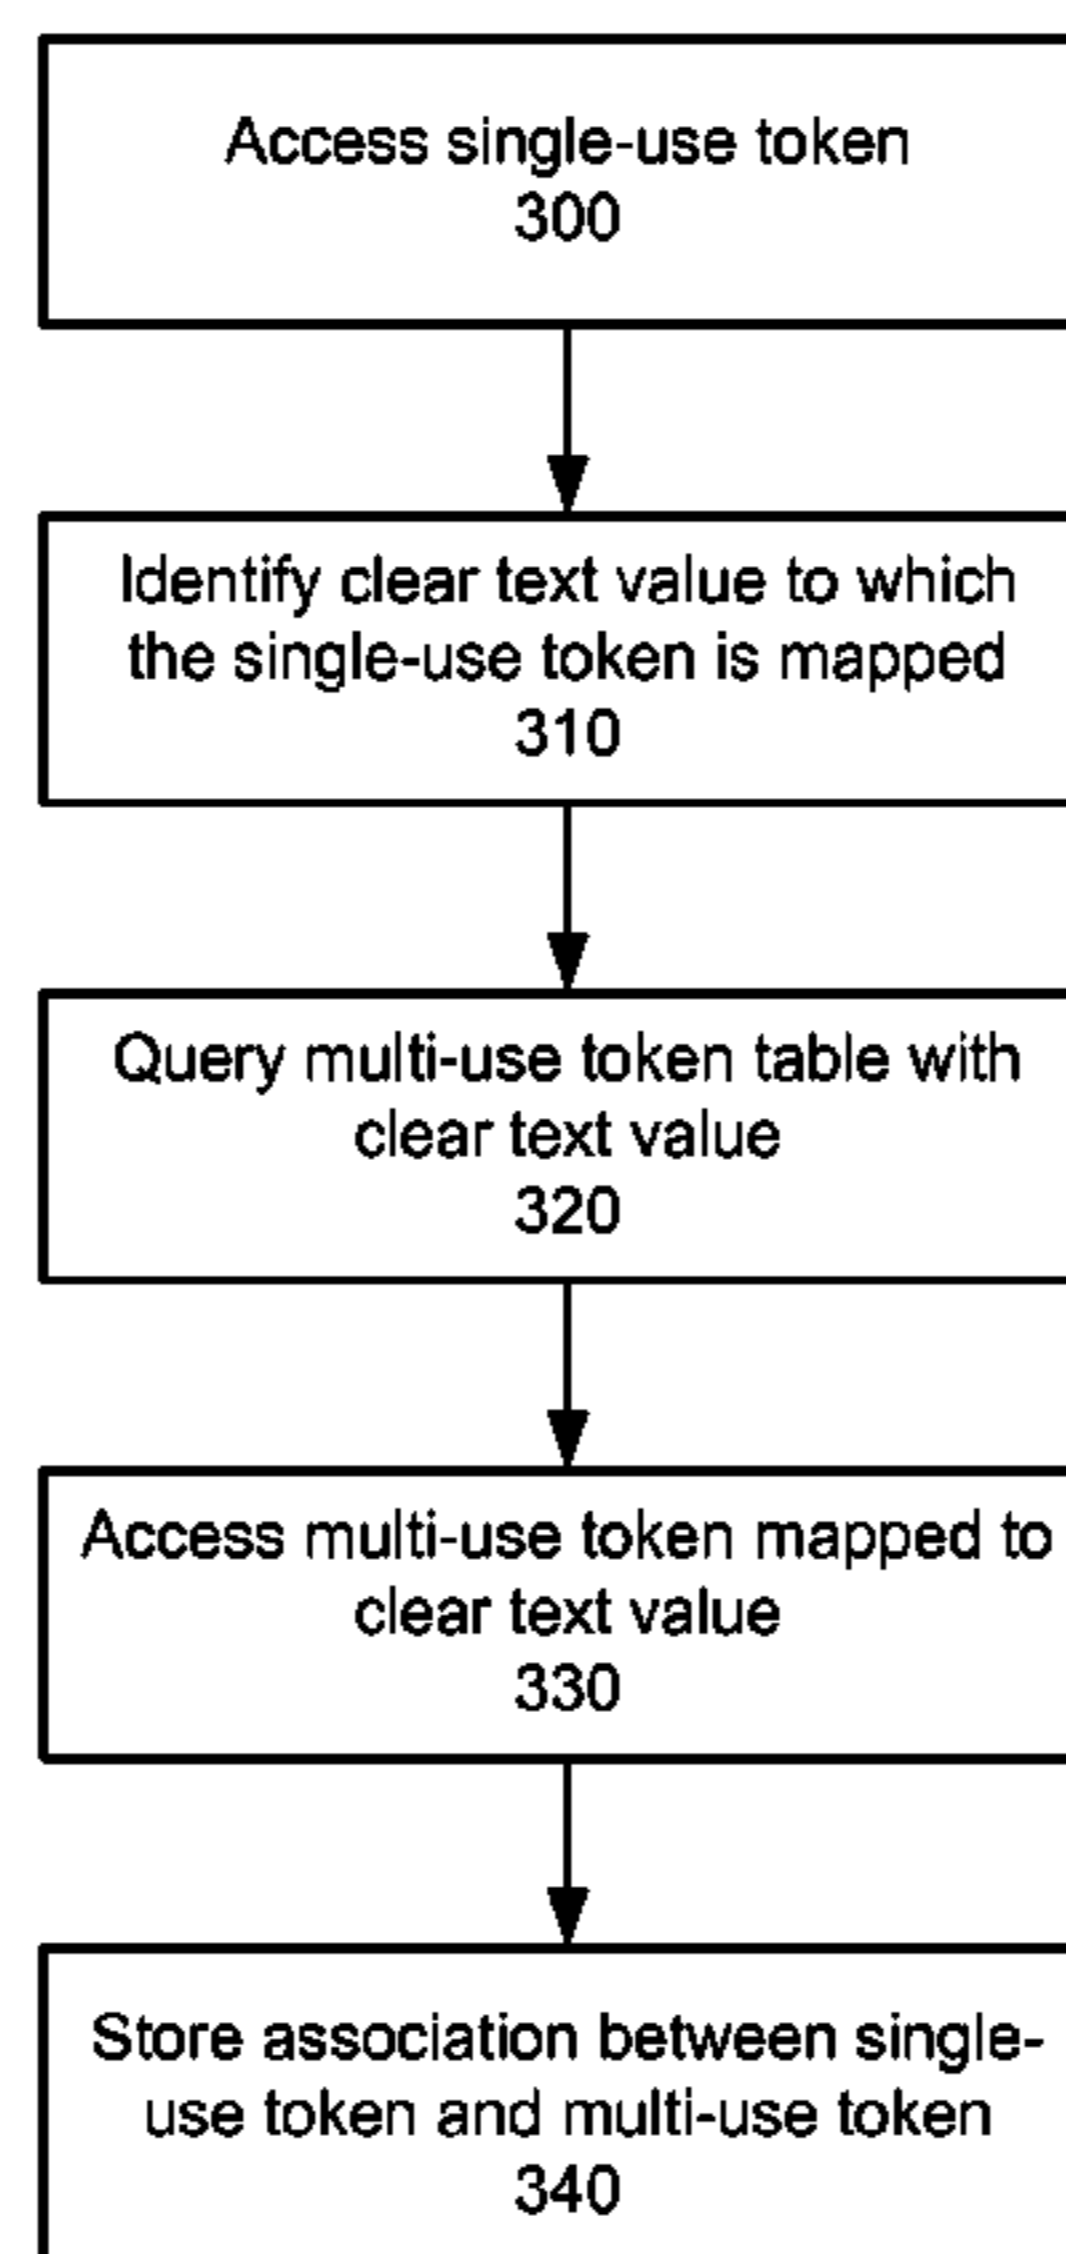 Access single-use token
300
Identify clear text value to which
the single-use token is mapped
310
Query multi-use token table with
clear text value
320
Access multi-use token mapped to
clear text value
330
Store association between single-
use token and multi-use token
340